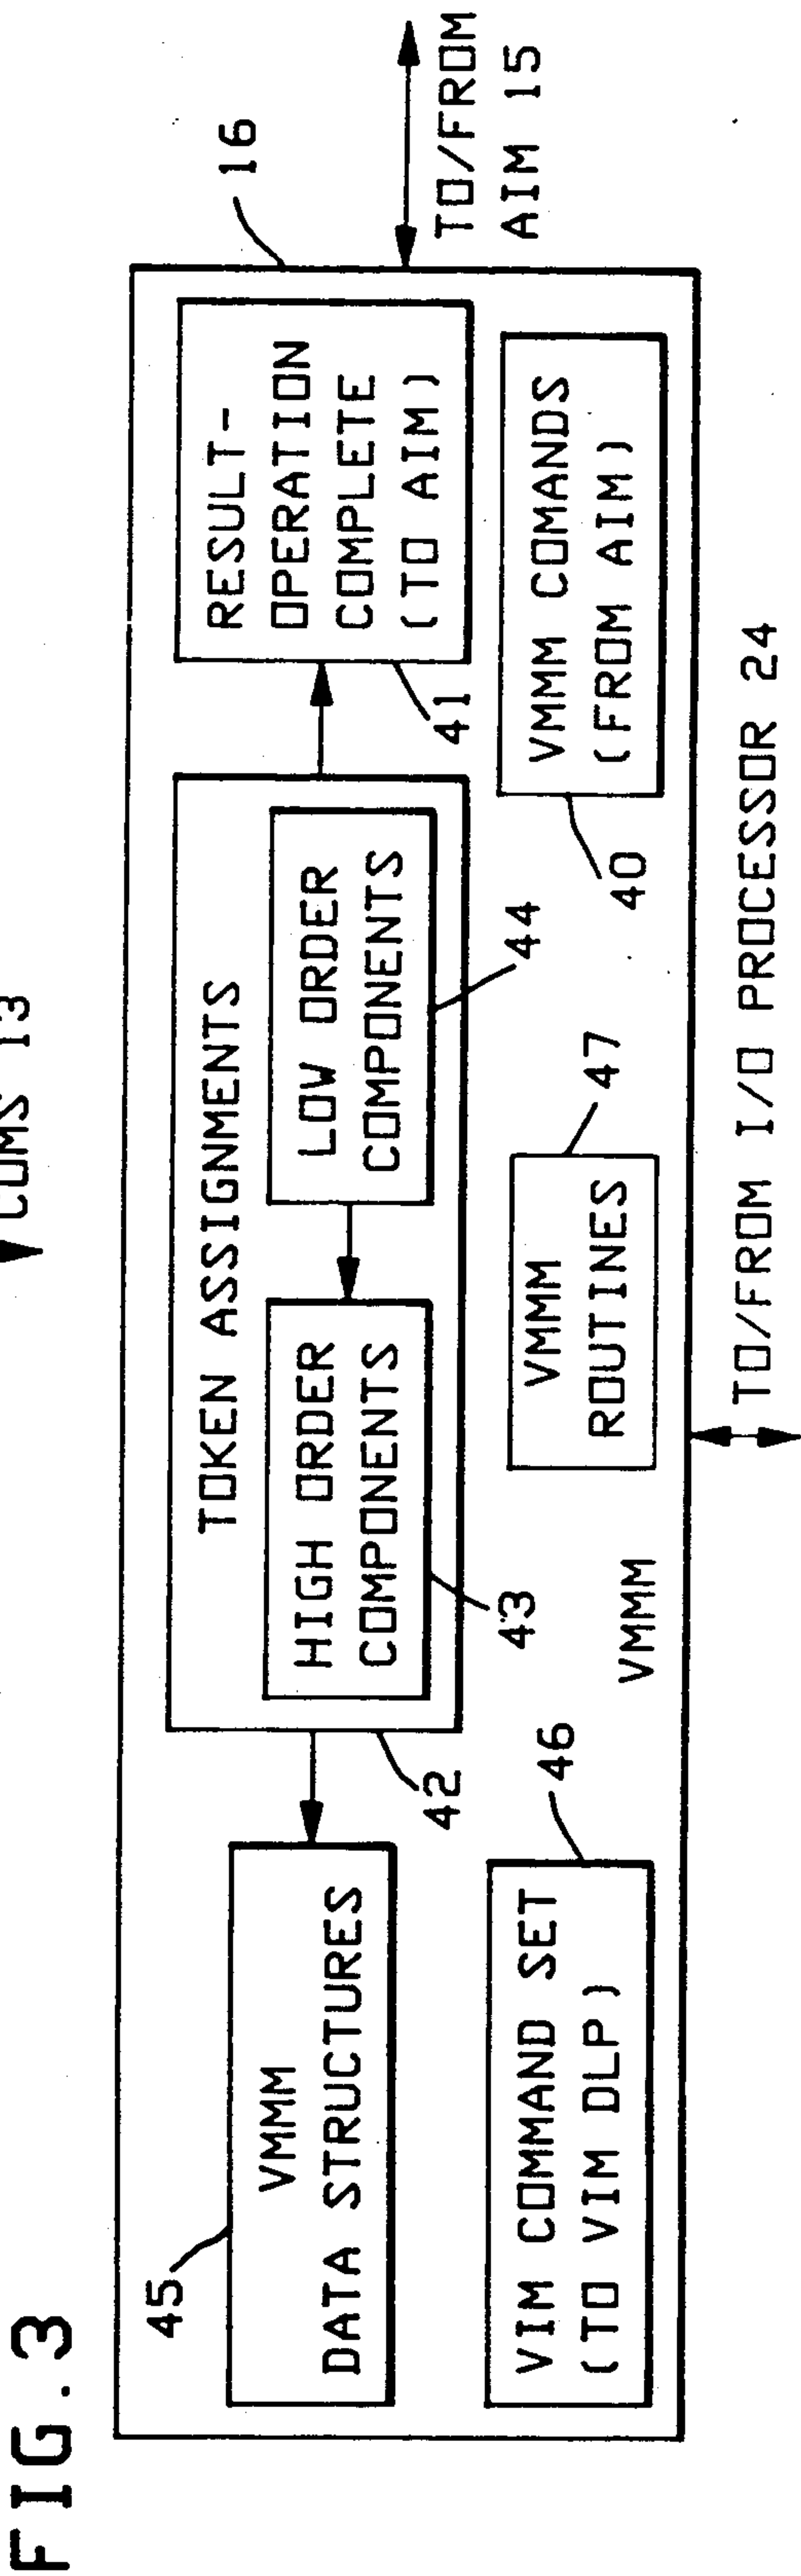 COMS 13
FIG.3
16
TO/FROM
AIM 15
45
VMMM
DATA STRUCTURES
42
TOKEN ASSIGNMENTS
HIGH ORDER
COMPONENTS
43
LOW ORDER
COMPONENTS
44
RESULT-
OPERATION
COMPLETE
(TO AIM)
41
VIM COMMAND SET
(TO VIM DLP)
46
VMMM
VMMM
ROUTINES
47
VMMM COMANDS
(FROM AIM)
40
TO/FROM I/O PROCESSOR 24